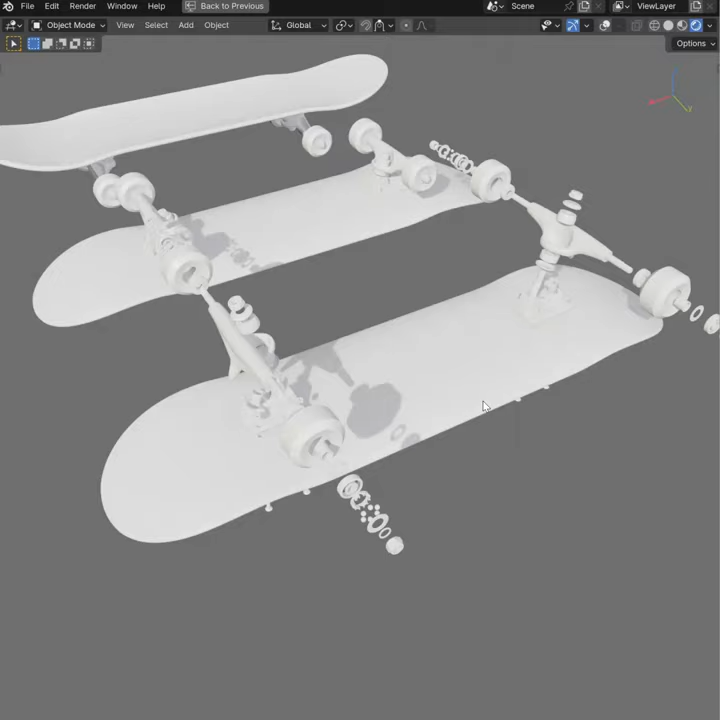 File Edit Render Window Help Back to Previous Scene ViewLayer
Object Mode View Select Add Object Global
Options